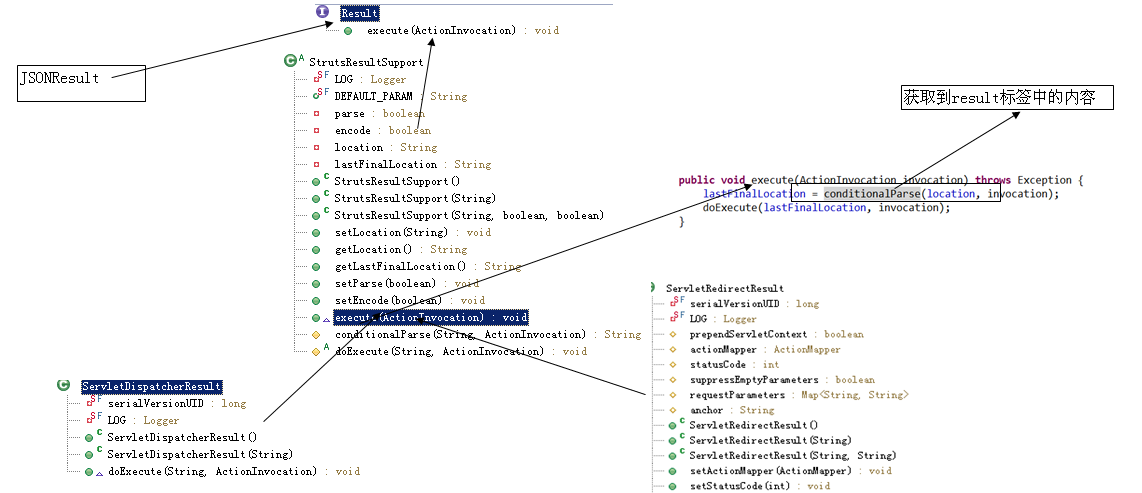 Result
execute(ActionInvocation) : void
JSONResult
StrutsResultSupport
LOG : Logger
DEFAULT_PARAM : String
parse : boolean
encode : boolean
location : String
lastFinalLocation : String
StrutsResultSupport()
StrutsResultSupport(String)
StrutsResultSupport(String, boolean, boolean)
setLocation(String) : void
getLocation() : String
getLastFinalLocation() : String
setParse(boolean) : void
setEncode(boolean) : void
execute(ActionInvocation) : void
conditionalParse(String, ActionInvocation) : String
doExecute(String, ActionInvocation) : void
获取到result标签中的内容
public void execute(ActionInvocation invocation) throws Exception {
lastFinalLocation = conditionalParse(location, invocation);
doExecute(lastFinalLocation, invocation);
}
ServletDispatcherResult
serialVersionUID : long
LOG : Logger
ServletDispatcherResult()
ServletDispatcherResult(String)
doExecute(String, ActionInvocation) : void
ServletRedirectResult
serialVersionUID : long
LOG : Logger
prependServletContext : boolean
actionMapper : ActionMapper
statusCode : int
suppressEmptyParameters : boolean
requestParameters : Map<String, String>
anchor : String
ServletRedirectResult()
ServletRedirectResult(String)
ServletRedirectResult(String, String)
setActionMapper(ActionMapper) : void
setStatusCode(int) : void